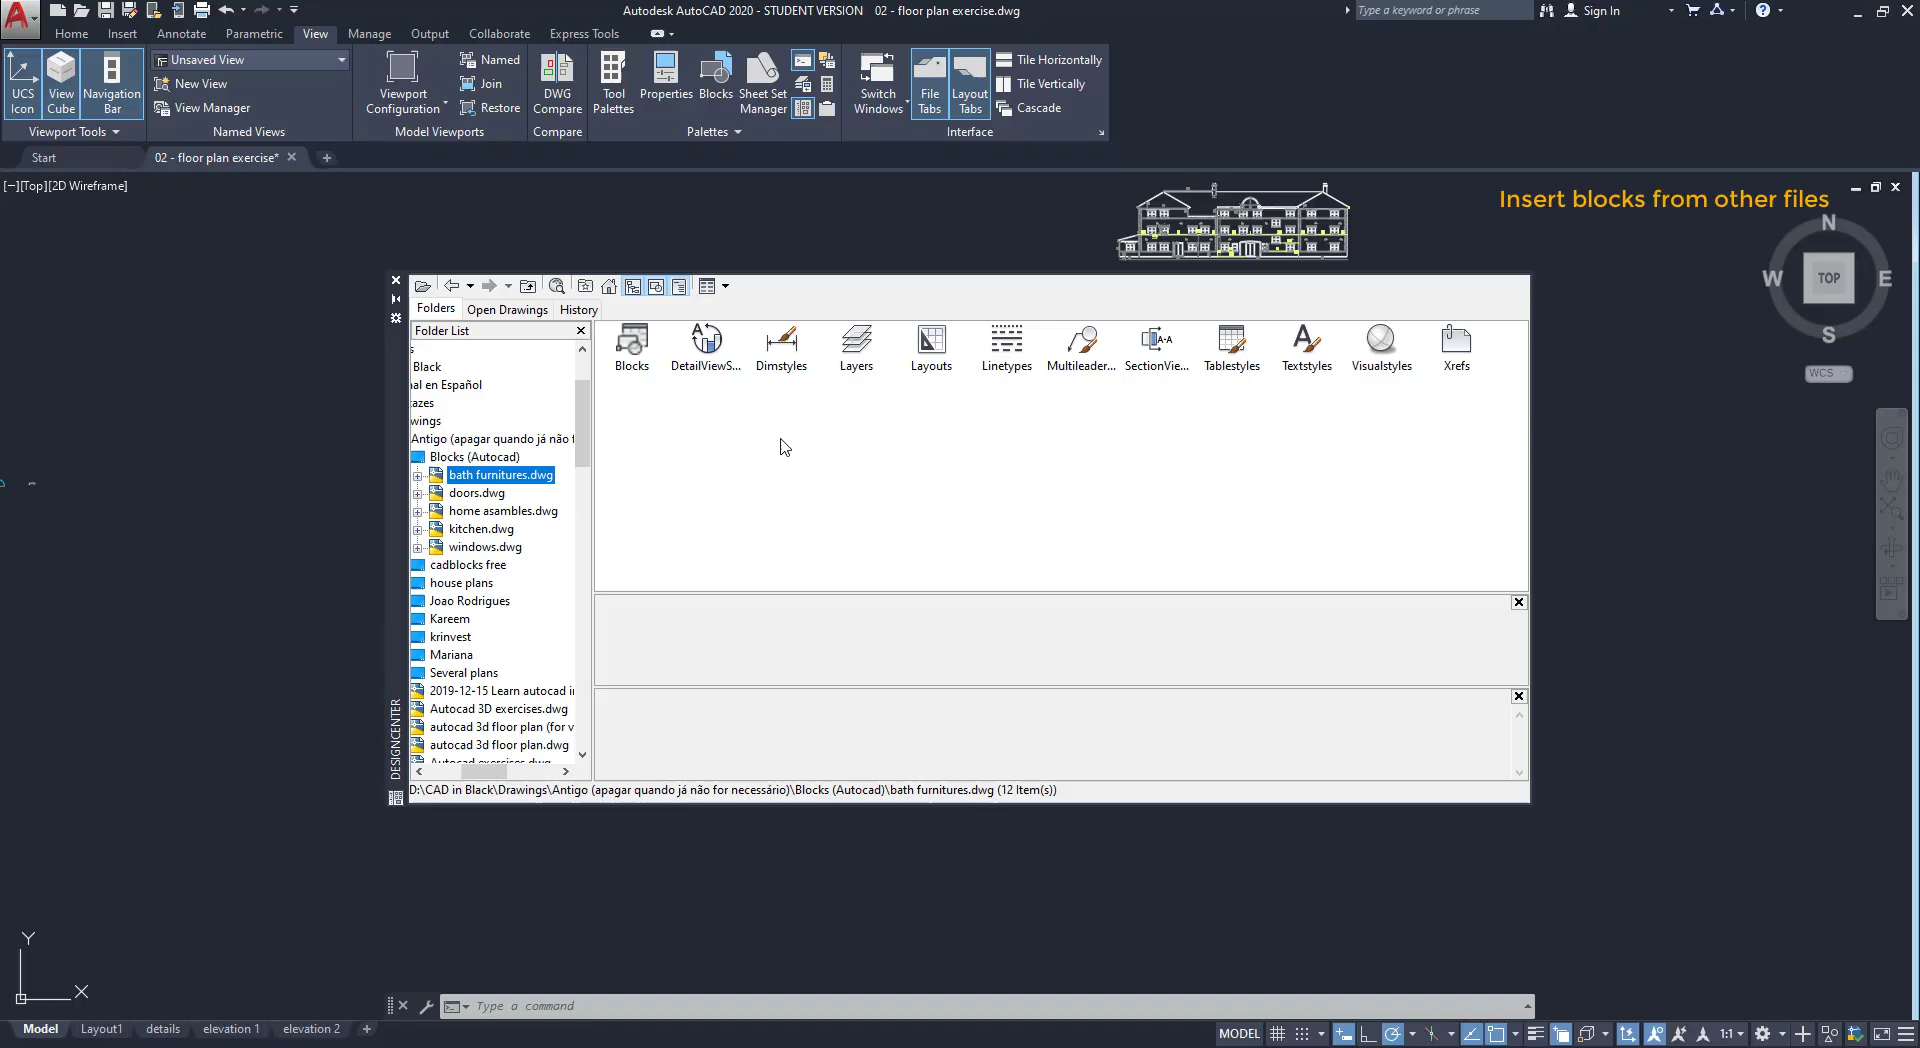 Autodesk AutoCAD 2020 - STUDENT VERSION 02 - floor plan exercise.dwg
Type a keyword or phrase
Sign In
Home Insert Annotate Parametric View Manage Output Collaborate Express Tools
UCS Icon
View Cube
Navigation Bar
Viewport Tools
Unsaved View
New View
View Manager
Named Views
Viewport Configuration
Named
Join
Restore
Model Viewports
DWG Compare
Compare
Tool Palettes
Properties
Blocks
Sheet Set Manager
Palettes
Switch Windows
File Tabs
Layout Tabs
Tile Horizontally
Tile Vertically
Cascade
Interface
Start
02 - floor plan exercise*
[−][Top][2D Wireframe]
Insert blocks from other files
N
W
TOP
E
S
WCS
Folders Open Drawings History
Folder List
s
Black
al en Español
azes
wings
Antigo (apagar quando já não f
Blocks (Autocad)
bath furnitures.dwg
doors.dwg
home asambles.dwg
kitchen.dwg
windows.dwg
cadblocks free
house plans
Joao Rodrigues
Kareem
krinvest
Mariana
Several plans
2019-12-15 Learn autocad i
Autocad 3D exercises.dwg
autocad 3d floor plan (for v
autocad 3d floor plan.dwg
Autocad exercises.dwg
Blocks
DetailViewS...
Dimstyles
Layers
Layouts
Linetypes
Multileader...
SectionVie...
Tablestyles
Textstyles
Visualstyles
Xrefs
DESIGNCENTER
D:\CAD in Black\Drawings\Antigo (apagar quando já não for necessário)\Blocks (Autocad)\bath furnitures.dwg (12 Item(s))
Y
X
Type a command
Model Layout1 details elevation 1 elevation 2
MODEL
1:1